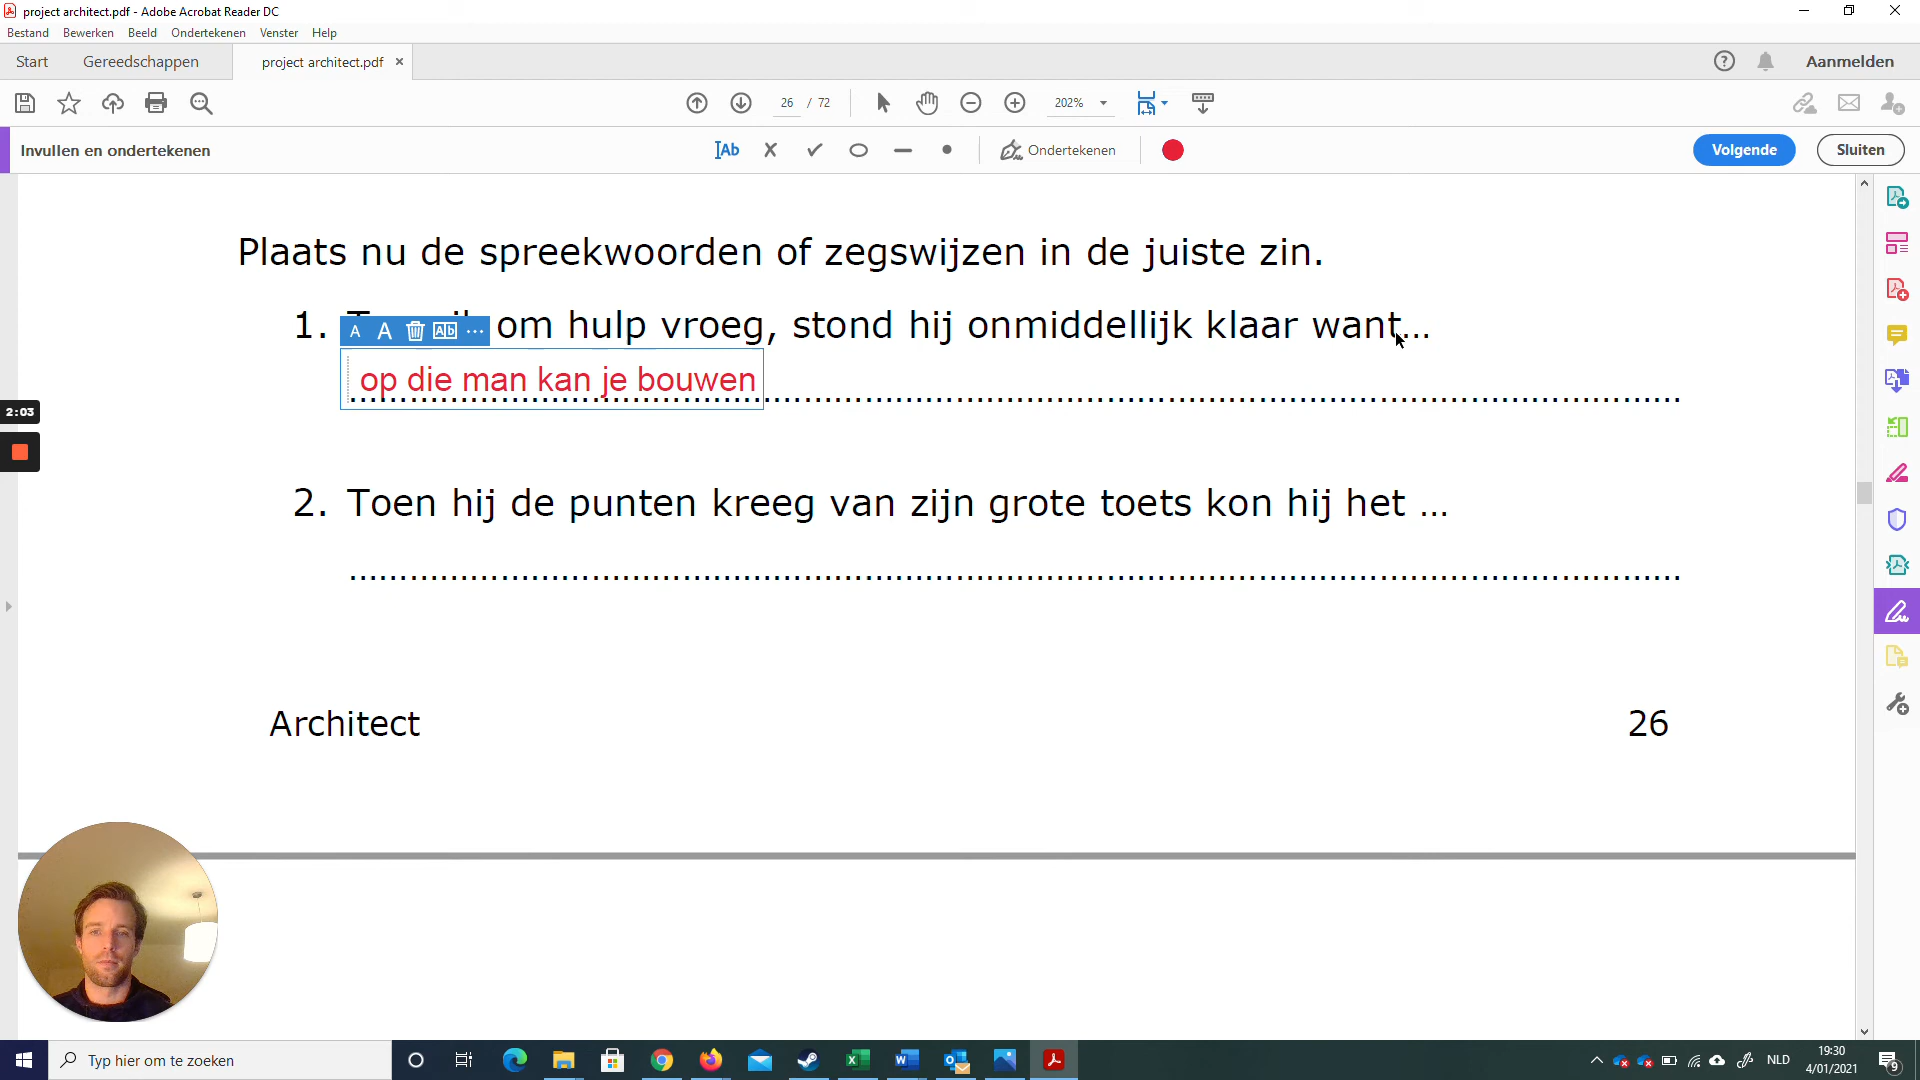 project architect.pdf - Adobe Acrobat Reader DC
Bestand Bewerken Beeld Ondertekenen Venster Help
Start Gereedschappen project architect.pdf × Aanmelden
26 / 72 202%
Invullen en ondertekenen Ab Ondertekenen Volgende Sluiten
Plaats nu de spreekwoorden of zegswijzen in de juiste zin.
1. om hulp vroeg, stond hij onmiddellijk klaar want...
A A Ab ...
op die man kan je bouwen
2:03
2. Toen hij de punten kreeg van zijn grote toets kon hij het ...
Architect 26
Typ hier om te zoeken NLD 19:30
4/01/2021 9